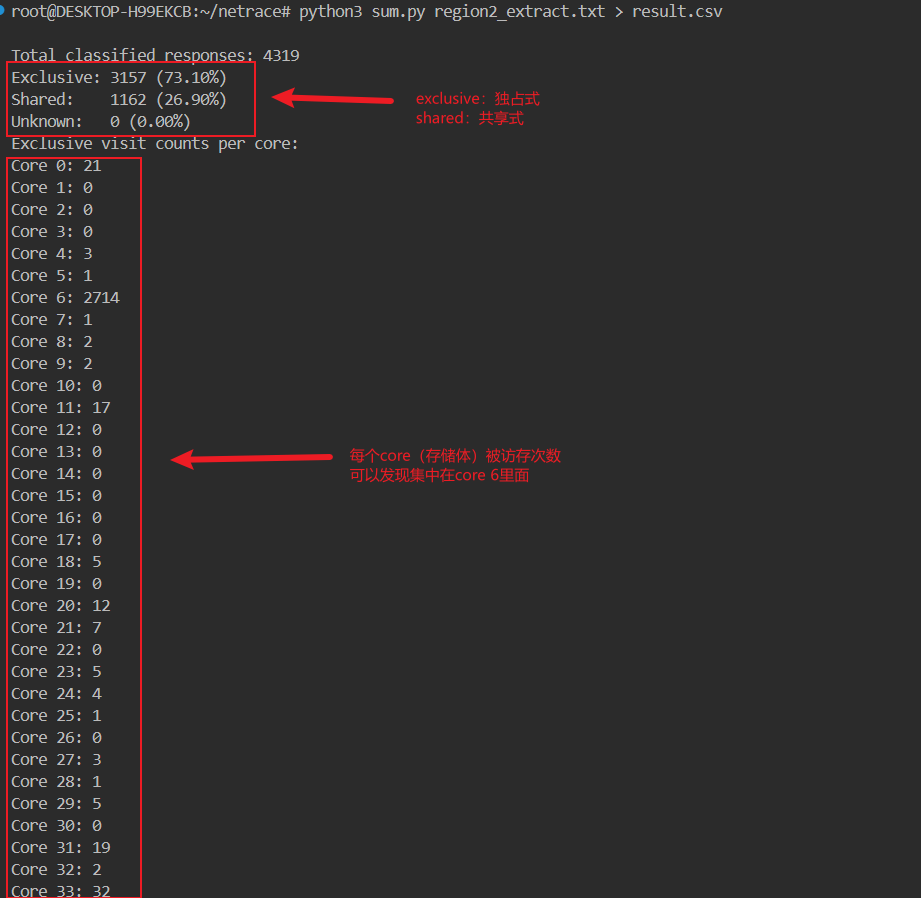 root@DESKTOP-H99EKCB:~/netrace# python3 sum.py region2_extract.txt > result.csv
Total classified responses: 4319
Exclusive: 3157 (73.10%)
Shared: 1162 (26.90%)
Unknown: 0 (0.00%)
exclusive：独占式
shared：共享式
Exclusive visit counts per core:
Core 0: 21
Core 1: 0
Core 2: 0
Core 3: 0
Core 4: 3
Core 5: 1
Core 6: 2714
Core 7: 1
Core 8: 2
Core 9: 2
Core 10: 0
Core 11: 17
Core 12: 0
Core 13: 0
Core 14: 0
Core 15: 0
Core 16: 0
Core 17: 0
Core 18: 5
Core 19: 0
Core 20: 12
Core 21: 7
Core 22: 0
Core 23: 5
Core 24: 4
Core 25: 1
Core 26: 0
Core 27: 3
Core 28: 1
Core 29: 5
Core 30: 0
Core 31: 19
Core 32: 2
Core 33: 32
每个core（存储体）被访存次数
可以发现集中在core 6里面